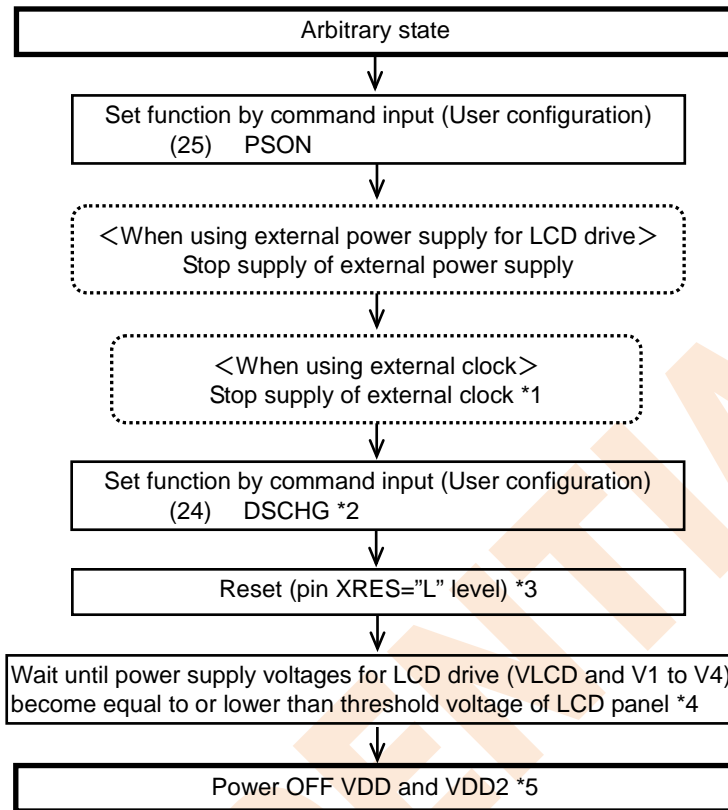 Arbitrary state
Set function by command input (User configuration)
(25) PSON
<When using external power supply for LCD drive>
Stop supply of external power supply
<When using external clock>
Stop supply of external clock *1
Set function by command input (User configuration)
(24) DSCHG *2
Reset (pin XRES=”L” level) *3
Wait until power supply voltages for LCD drive (VLCD and V1 to V4)
become equal to or lower than threshold voltage of LCD panel *4
Power OFF VDD and VDD2 *5